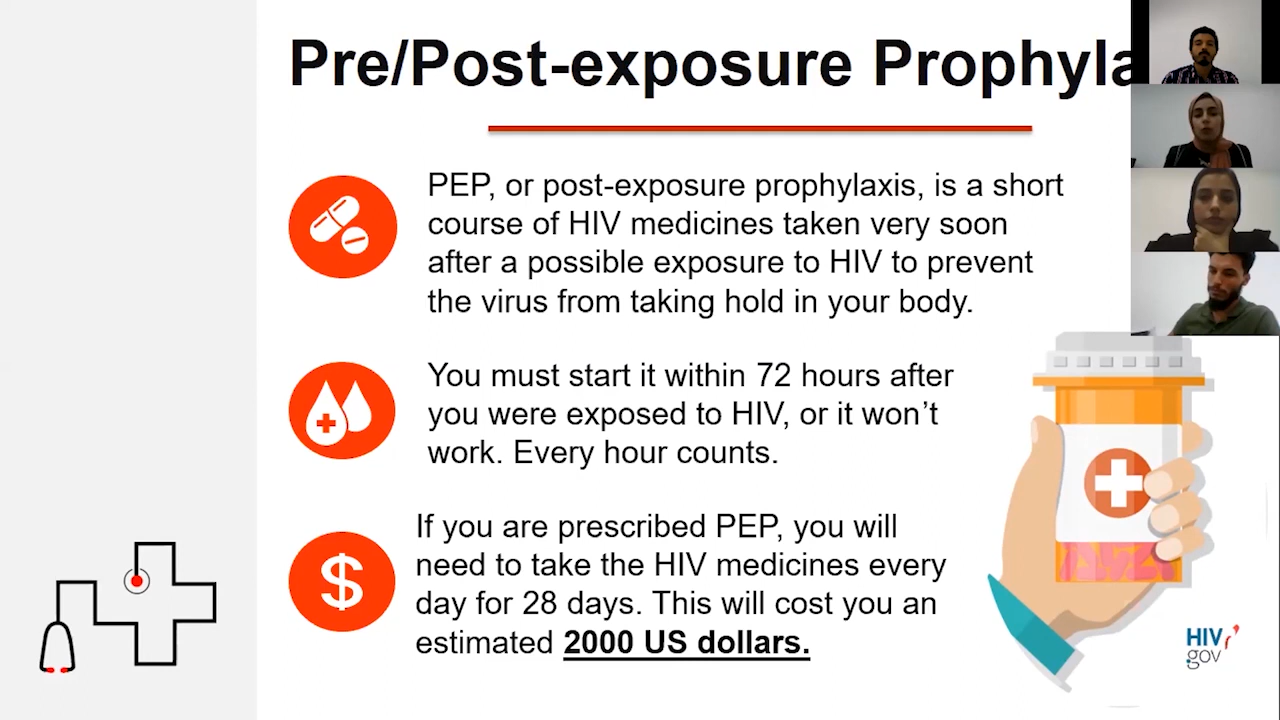 Pre/Post-exposure Prophyla
PEP, or post-exposure prophylaxis, is a short
course of HIV medicines taken very soon
after a possible exposure to HIV to prevent
the virus from taking hold in your body.
You must start it within 72 hours after
you were exposed to HIV, or it won’t
work. Every hour counts.
If you are prescribed PEP, you will
need to take the HIV medicines every
day for 28 days. This will cost you an
estimated 2000 US dollars.
$
HIV
.gov